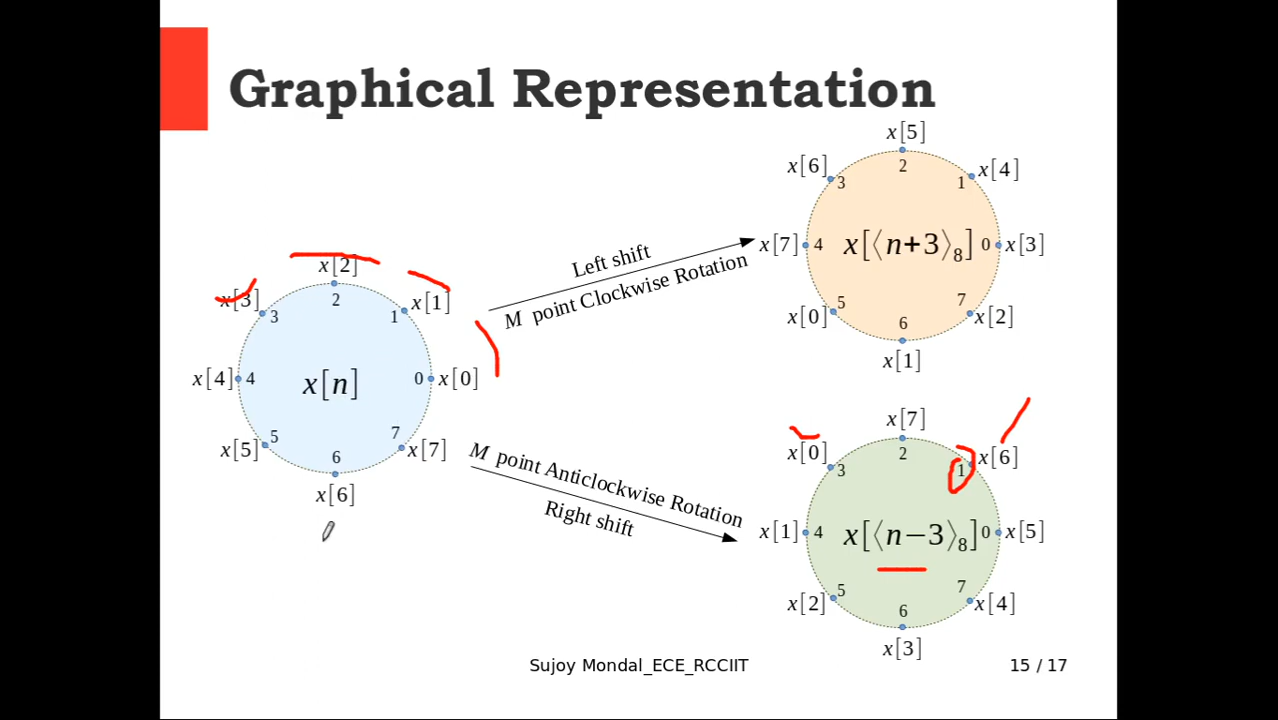 Graphical Representation
x[2]
x[3]
x[1]
2
3
1
x[4]
4
x[n]
0
x[0]
5
7
x[5]
6
x[7]
x[6]
Left shift
M point Clockwise Rotation
M point Anticlockwise Rotation
Right shift
x[5]
x[6]
2
x[4]
3
1
x[7]
4
x[⟨n+3⟩₈]
0
x[3]
5
7
x[0]
6
x[2]
x[1]
x[7]
x[0]
2
x[6]
3
1
x[1]
4
x[⟨n−3⟩₈]
0
x[5]
5
7
x[2]
6
x[4]
x[3]
Sujoy Mondal_ECE_RCCIIT
15 / 17